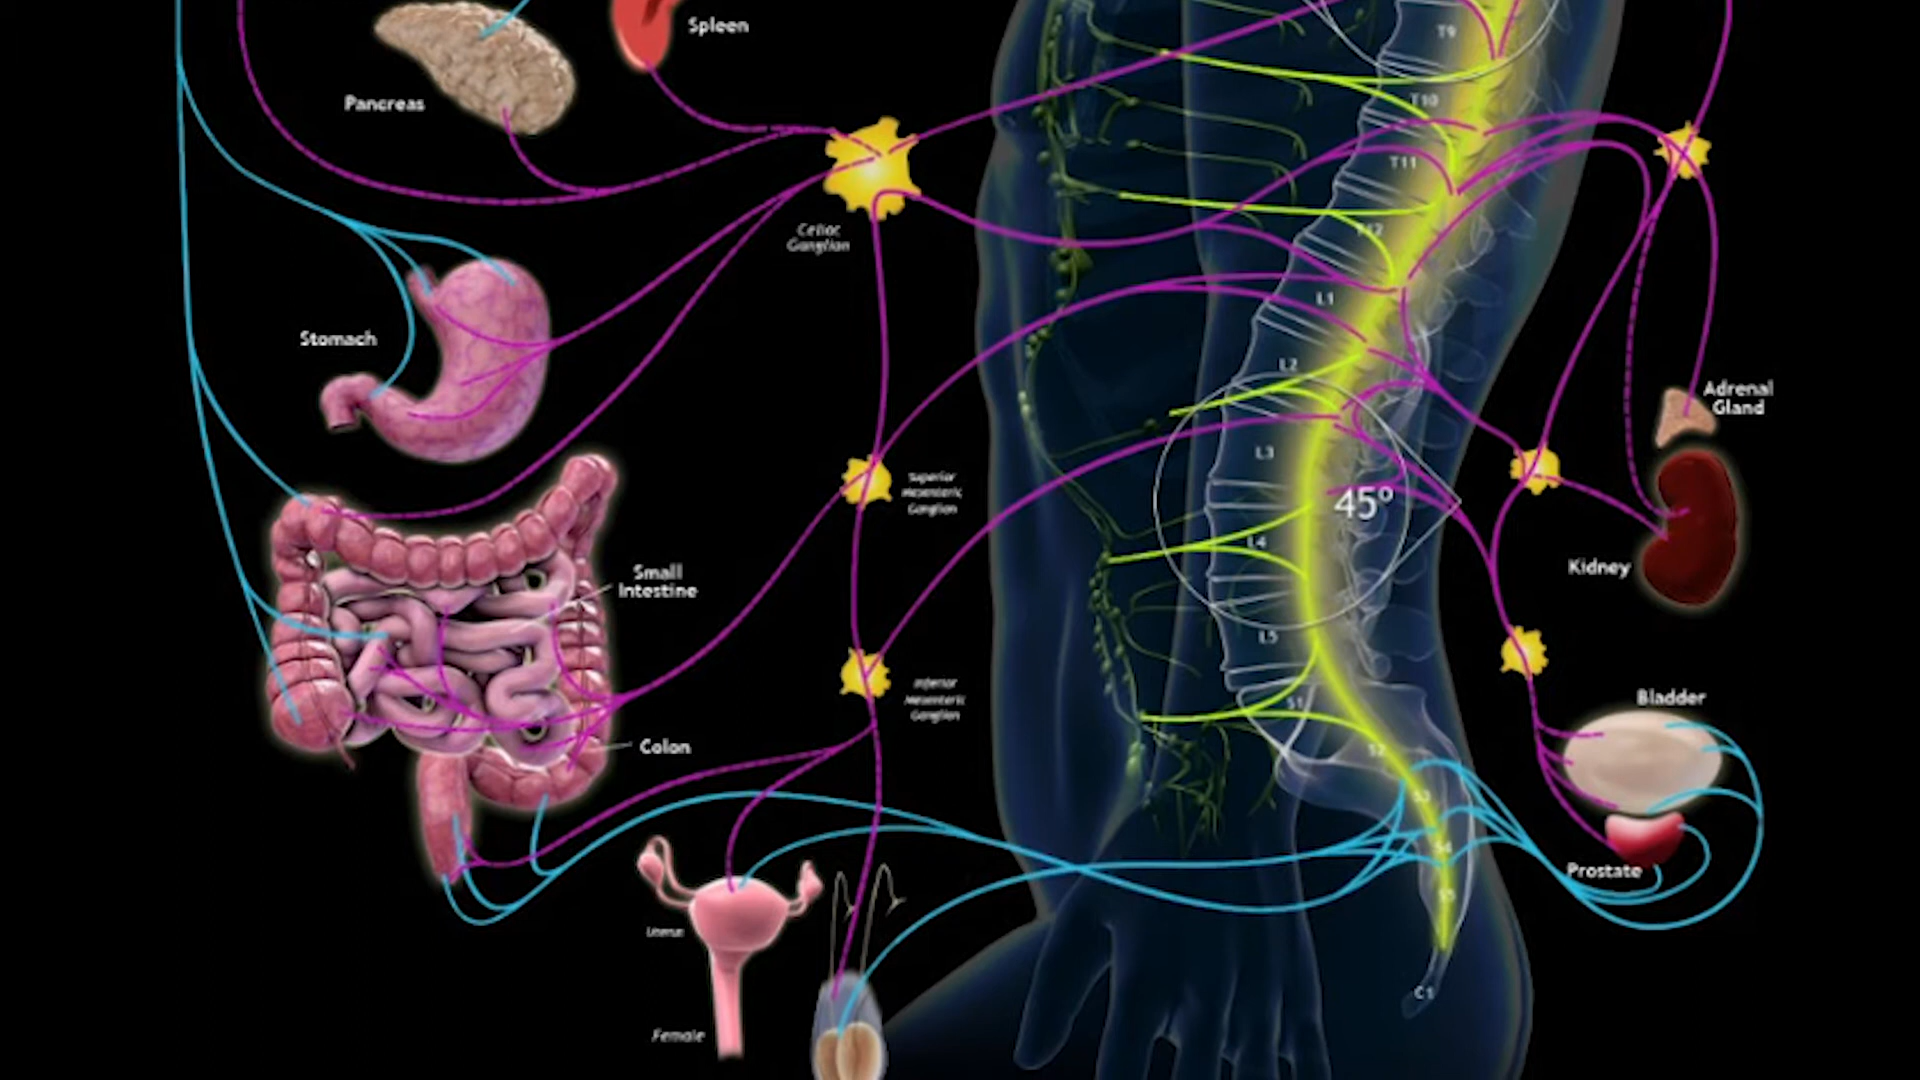 Spleen
T9
Pancreas
T10
T11
Celiac
Ganglion
T12
L1
Stomach
L2
Adrenal
Gland
L3
Superior
Mesenteric
Ganglion
45º
L4
Kidney
Small
Intestine
L5
Inferior
Mesenteric
Ganglion
S1
Bladder
Colon
S2
S3
S4
Prostate
S5
Uterus
C1
Female